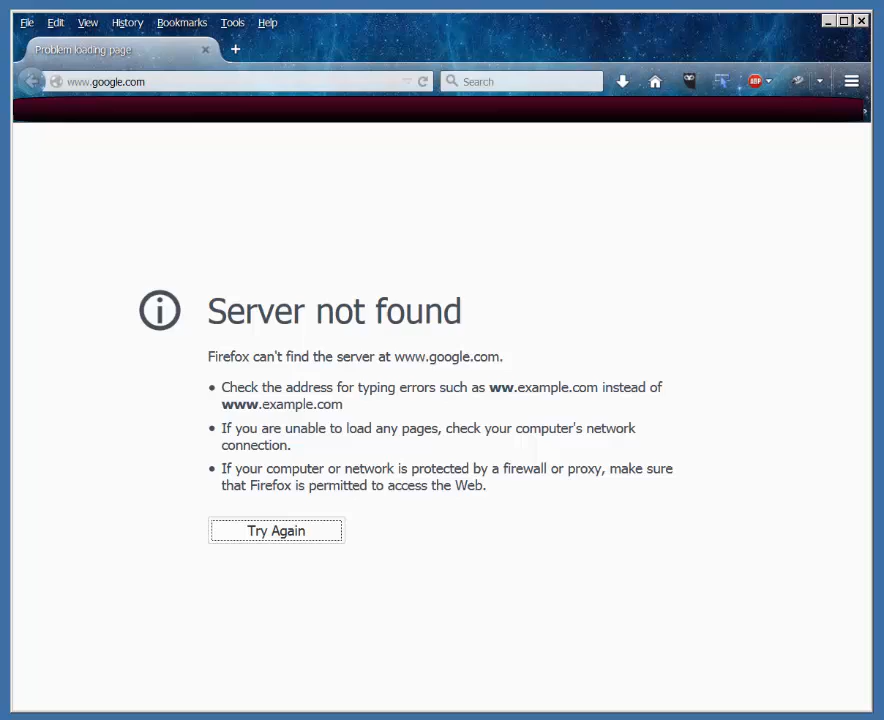 File Edit View History Bookmarks Tools Help
Problem loading page
www.google.com
Search
ABP
Server not found
Firefox can't find the server at www.google.com.
• Check the address for typing errors such as ww.example.com instead of
www.example.com
• If you are unable to load any pages, check your computer's network
connection.
• If your computer or network is protected by a firewall or proxy, make sure
that Firefox is permitted to access the Web.
Try Again